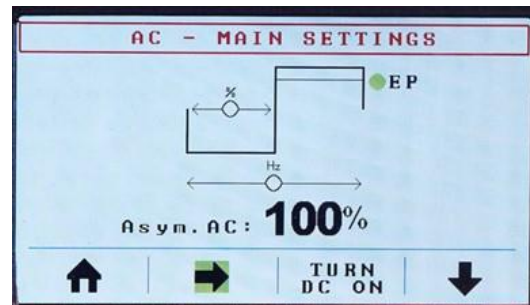 AC - MAIN SETTINGS
%
EP
Hz
Asym.AC: 100%
TURN
DC ON